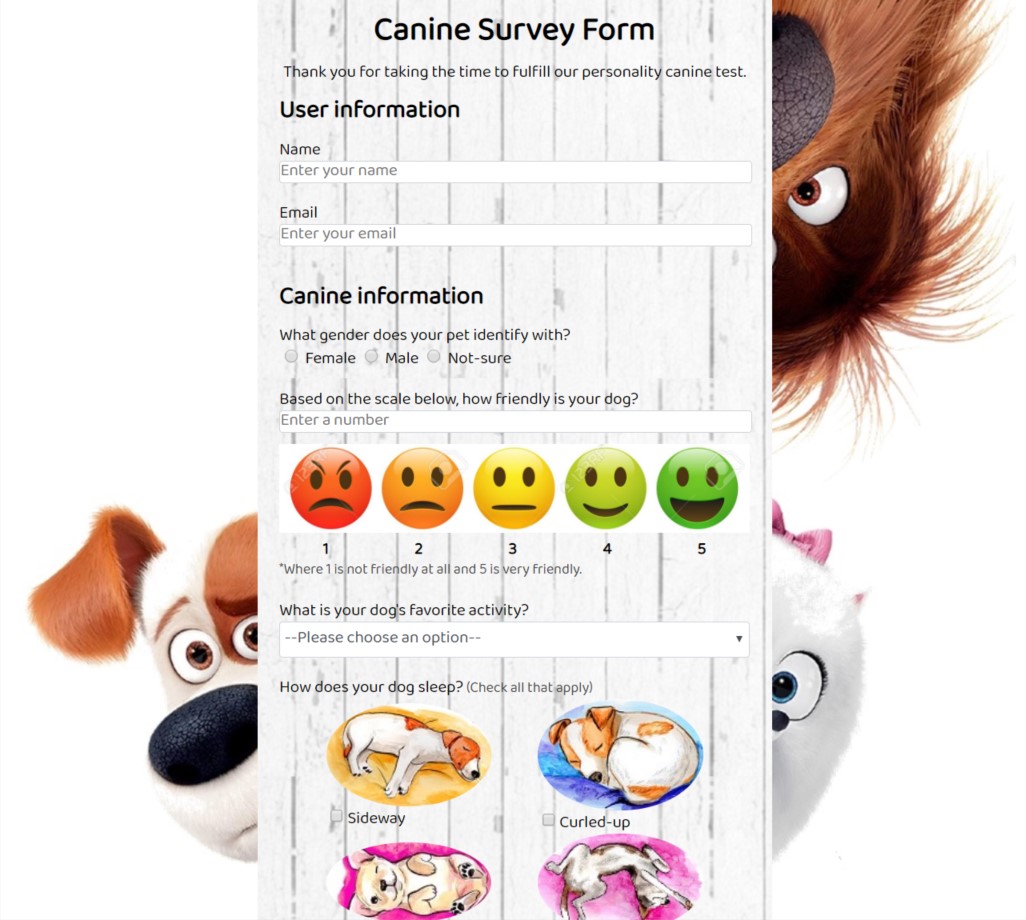 Canine Survey Form
Thank you for taking the time to fulfill our personality canine test.
User information
Name
Enter your name
Email
Enter your email
Canine information
What gender does your pet identify with?
Female Male Not-sure
Based on the scale below, how friendly is your dog?
Enter a number
1 2 3 4 5
*Where 1 is not friendly at all and 5 is very friendly.
What is your dog's favorite activity?
--Please choose an option--
How does your dog sleep? (Check all that apply)
Sideway
Curled-up